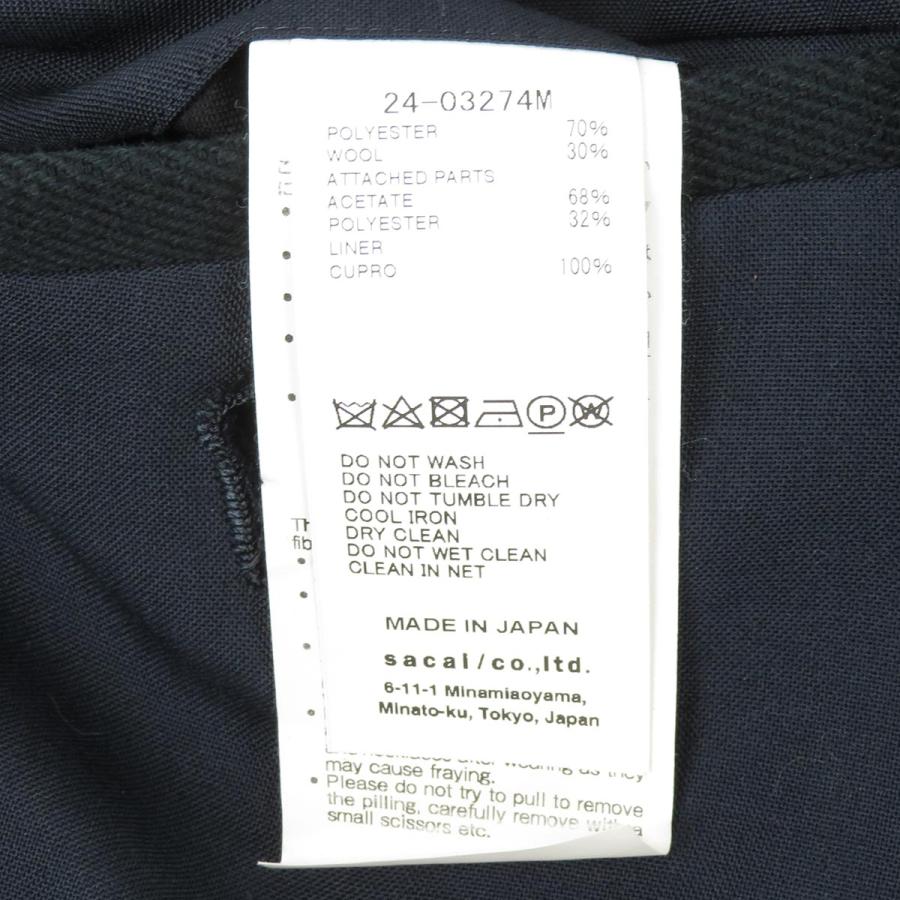 24-03274M
POLYESTER 70%
WOOL 30%
ATTACHED PARTS
ACETATE 68%
POLYESTER 32%
LINER
CUPRO 100%
P
W
DO NOT WASH
DO NOT BLEACH
DO NOT TUMBLE DRY
COOL IRON
DRY CLEAN
DO NOT WET CLEAN
CLEAN IN NET
MADE IN JAPAN
sacai/co.,ltd.
6-11-1 Minamiaoyama,
Minato-ku, Tokyo, Japan
may cause fraying.
• Please do not try to pull to remove
the pilling, carefully remove with a
small scissors etc.